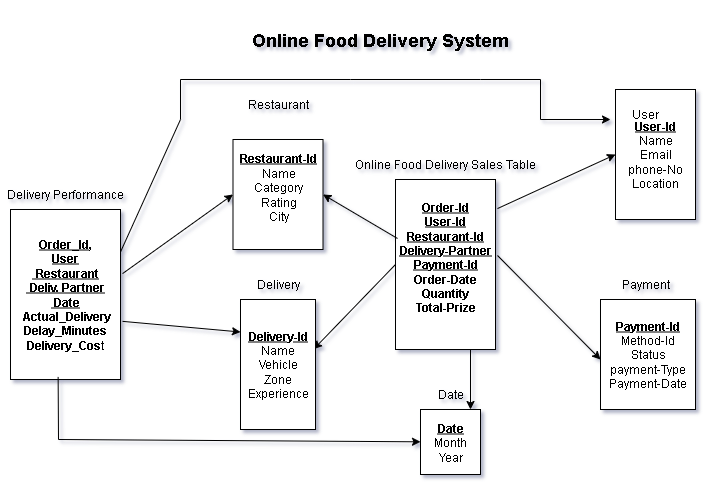 Online Food Delivery System
Restaurant
User
User-Id
Name
Email
phone-No
Location
Restaurant-Id
Name
Category
Rating
City
Online Food Delivery Sales Table
Order-Id
User-Id
Restaurant-Id
Delivery-Partner
Payment-Id
Order-Date
Quantity
Total-Prize
Delivery Performance
Order_Id,
User
Restaurant
Deliv. Partner
Date
Actual_Delivery
Delay_Minutes
Delivery_Cost
Delivery
Delivery-Id
Name
Vehicle
Zone
Experience
Payment
Payment-Id
Method-Id
Status
payment-Type
Payment-Date
Date
Date
Month
Year